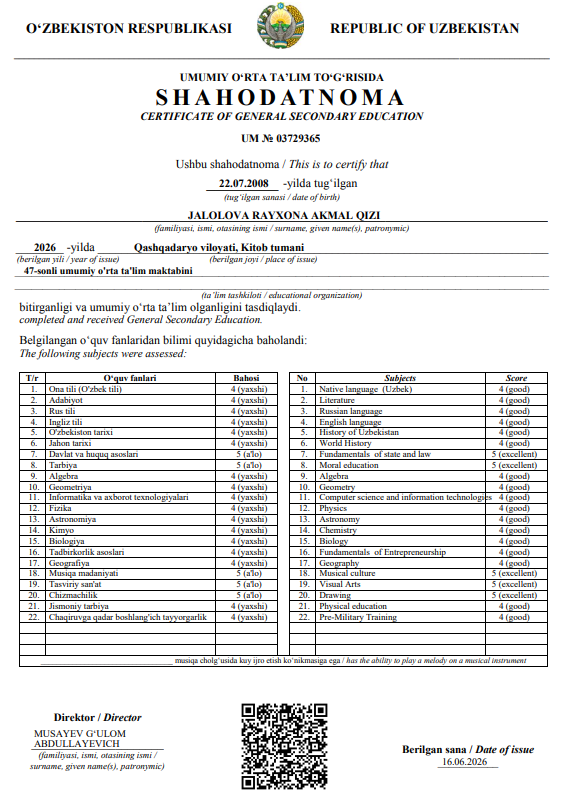 O‘ZBEKISTON RESPUBLIKASI REPUBLIC OF UZBEKISTAN
UMUMIY O‘RTA TA’LIM TO‘G‘RISIDA
SHAHODATNOMA
CERTIFICATE OF GENERAL SECONDARY EDUCATION
UM № 03729365
Ushbu shahodatnoma / This is to certify that
22.07.2008 -yilda tug‘ilgan
(tug‘ilgan sanasi / date of birth)
JALOLOVA RAYXONA AKMAL QIZI
(familiyasi, ismi, otasining ismi / surname, given name(s), patronymic)
2026 -yilda Qashqadaryo viloyati, Kitob tumani
(berilgan yili / year of issue) (berilgan joyi / place of issue)
47-sonli umumiy o'rta ta'lim maktabini
(ta’lim tashkiloti / educational organization)
bitirganligi va umumiy o‘rta ta’lim olganligini tasdiqlaydi.
completed and received General Secondary Education.
Belgilangan o‘quv fanlaridan bilimi quyidagicha baholandi:
The following subjects were assessed:
T/r O‘quv fanlari Bahosi No Subjects Score
1. Ona tili (O'zbek tili) 4 (yaxshi) 1. Native language (Uzbek) 4 (good)
2. Adabiyot 4 (yaxshi) 2. Literature 4 (good)
3. Rus tili 4 (yaxshi) 3. Russian language 4 (good)
4. Ingliz tili 4 (yaxshi) 4. English language 4 (good)
5. O'zbekiston tarixi 4 (yaxshi) 5. History of Uzbekistan 4 (good)
6. Jahon tarixi 4 (yaxshi) 6. World History 4 (good)
7. Davlat va huquq asoslari 5 (a'lo) 7. Fundamentals of state and law 5 (excellent)
8. Tarbiya 5 (a'lo) 8. Moral education 5 (excellent)
9. Algebra 4 (yaxshi) 9. Algebra 4 (good)
10. Geometriya 4 (yaxshi) 10. Geometry 4 (good)
11. Informatika va axborot texnologiyalari 4 (yaxshi) 11. Computer science and information technologies 4 (good)
12. Fizika 4 (yaxshi) 12. Physics 4 (good)
13. Astronomiya 4 (yaxshi) 13. Astronomy 4 (good)
14. Kimyo 4 (yaxshi) 14. Chemistry 4 (good)
15. Biologiya 4 (yaxshi) 15. Biology 4 (good)
16. Tadbirkorlik asoslari 4 (yaxshi) 16. Fundamentals of Entrepreneurship 4 (good)
17. Geografiya 4 (yaxshi) 17. Geography 4 (good)
18. Musiqa madaniyati 5 (a'lo) 18. Musical culture 5 (excellent)
19. Tasviriy san'at 5 (a'lo) 19. Visual Arts 5 (excellent)
20. Chizmachilik 5 (a'lo) 20. Drawing 5 (excellent)
21. Jismoniy tarbiya 4 (yaxshi) 21. Physical education 4 (good)
22. Chaqiruvga qadar boshlang'ich tayyorgarlik 4 (yaxshi) 22. Pre-Military Training 4 (good)
musiqa cholg‘usida kuy ijro etish ko‘nikmasiga ega / has the ability to play a melody on a musical instrument
Direktor / Director
MUSAYEV G‘ULOM
ABDULLAYEVICH
(familiyasi, ismi, otasining ismi /
surname, given name(s), patronymic)
Berilgan sana / Date of issue
16.06.2026